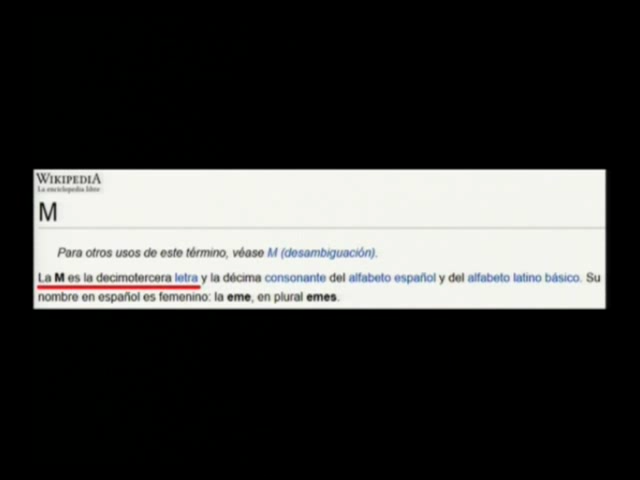 WIKIPEDIA
La enciclopedia libre
M
Para otros usos de este término, véase M (desambiguación).
La M es la decimotercera letra y la décima consonante del alfabeto español y del alfabeto latino básico. Su
nombre en español es femenino: la eme, en plural emes.